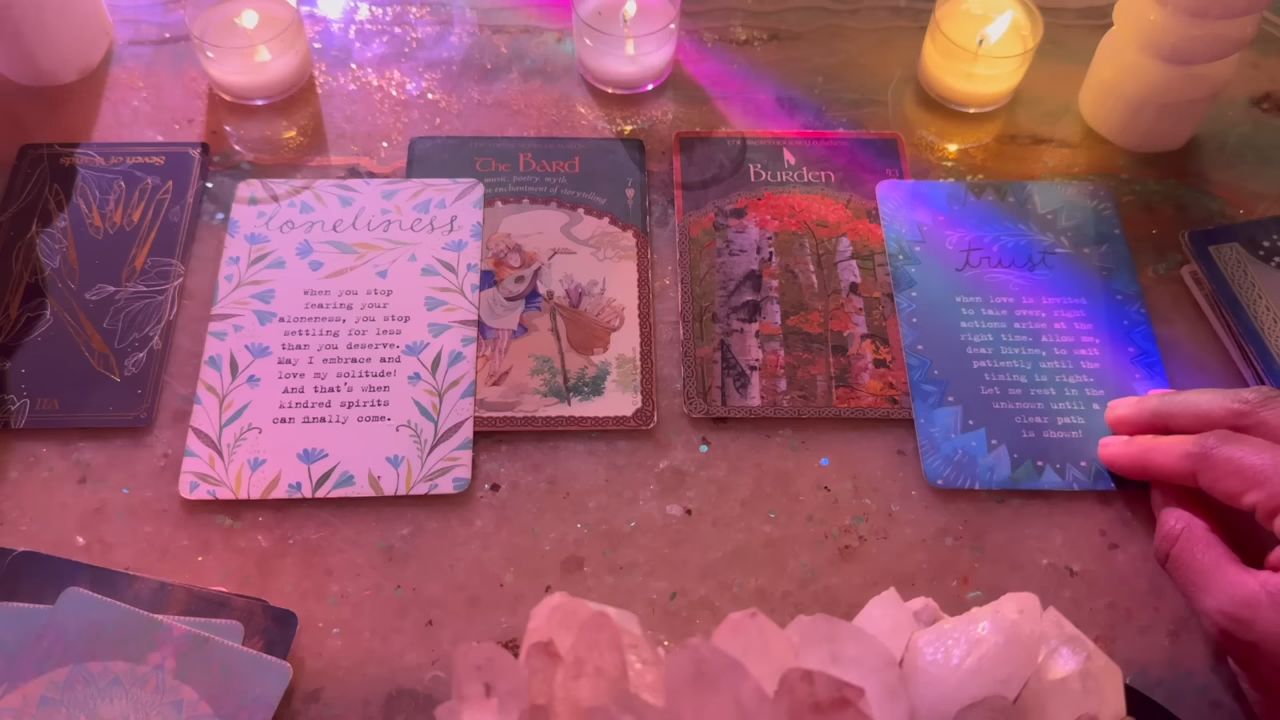 Seven of Wands
VII
loneliness
When you stop
fearing your
aloneness, you stop
settling for less
than you deserve.
May I embrace and
love my solitude!
And that's when
kindred spirits
can finally come.
The Bard
music, poetry, myth
the enchantment of storytelling
7
Burden
43
trust
When love is invited
to take over, right
actions arise at the
right time. Allow me,
dear Divine, to wait
patiently until the
timing is right.
Let me rest in the
unknown until a
clear path
is shown!